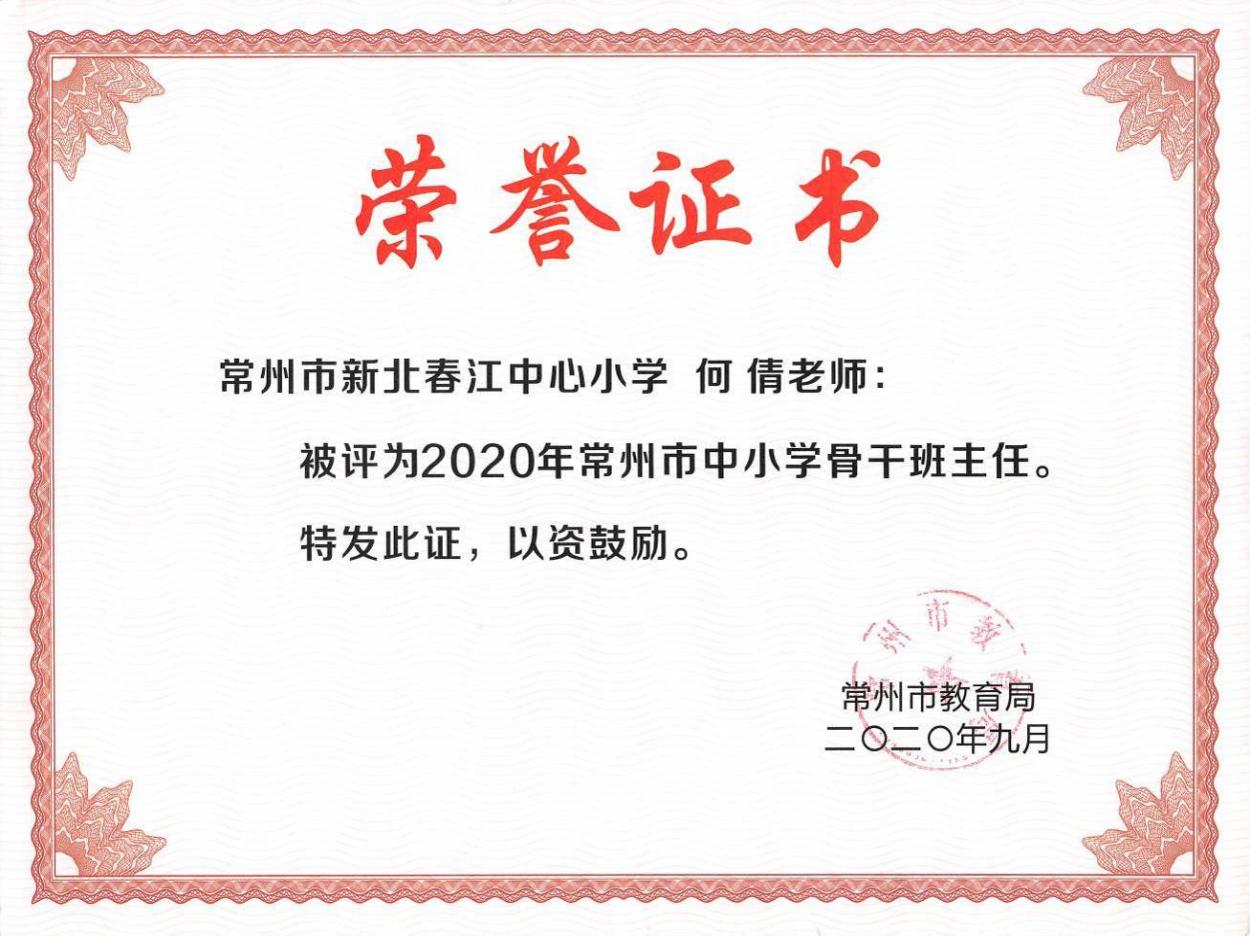 荣誉证书
常州市新北春江中心小学 何倩老师：
被评为2020年常州市中小学骨干班主任。
特发此证，以资鼓励。
州市教
常州市教育局
二〇二〇年九月